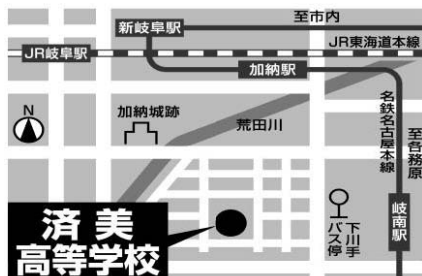 至市内
新岐阜駅
JR東海道本線
JR岐阜駅
加納駅
N
加納城跡
荒田川
名鉄名古屋本線
至各務原
岐南駅
下川手
バス停
済美
高等学校